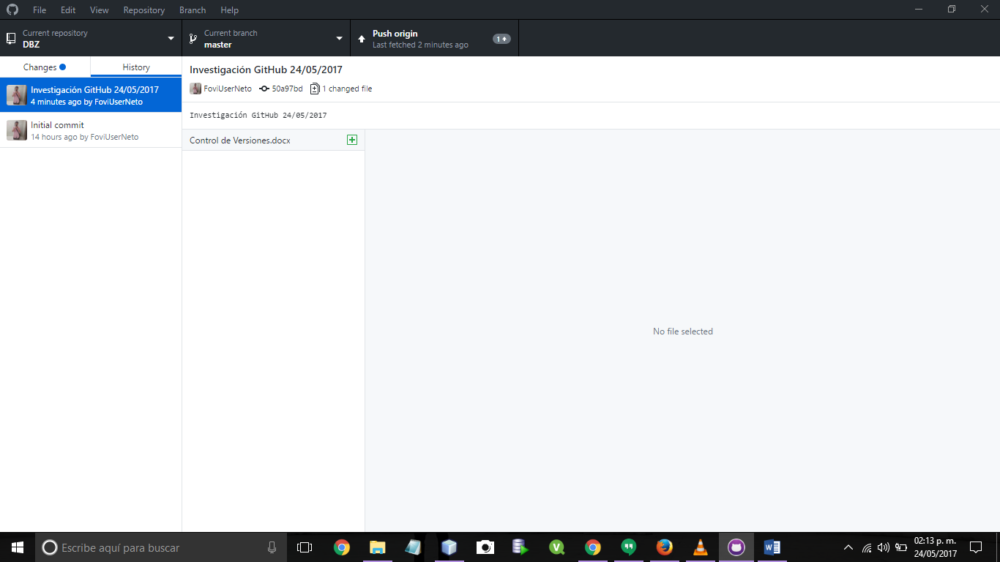 File Edit View Repository Branch Help
Current repository
DBZ
Current branch
master
Push origin
Last fetched 2 minutes ago
1
Changes
History
Investigación GitHub 24/05/2017
4 minutes ago by FoviUserNeto
Initial commit
14 hours ago by FoviUserNeto
Investigación GitHub 24/05/2017
FoviUserNeto 50a97bd 1 changed file
Investigación GitHub 24/05/2017
Control de Versiones.docx
No file selected
Escribe aquí para buscar
02:13 p. m.
24/05/2017